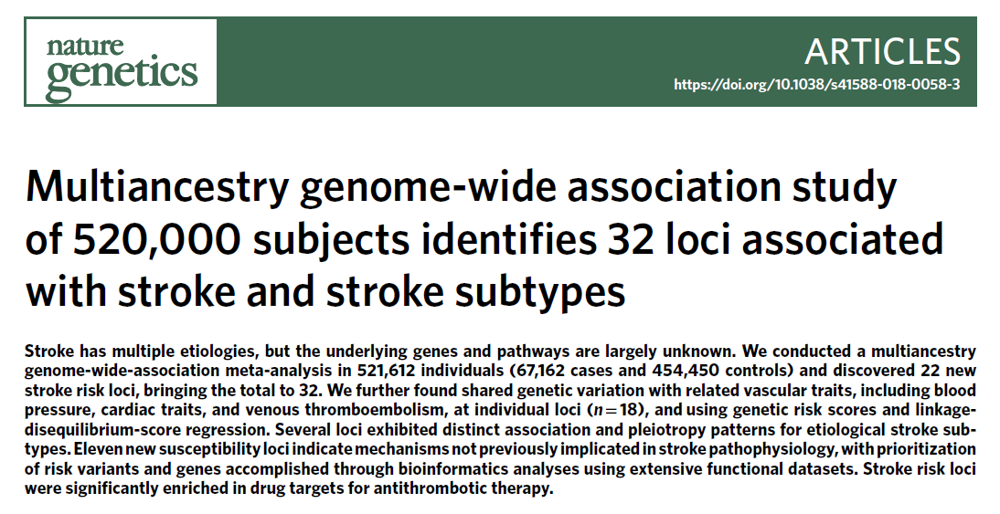 nature
genetics
ARTICLES
https://doi.org/10.1038/s41588-018-0058-3
Multiancestry genome-wide association study
of 520,000 subjects identifies 32 loci associated
with stroke and stroke subtypes
Stroke has multiple etiologies, but the underlying genes and pathways are largely unknown. We conducted a multiancestry
genome-wide-association meta-analysis in 521,612 individuals (67,162 cases and 454,450 controls) and discovered 22 new
stroke risk loci, bringing the total to 32. We further found shared genetic variation with related vascular traits, including blood
pressure, cardiac traits, and venous thromboembolism, at individual loci (n=18), and using genetic risk scores and linkage-
disequilibrium-score regression. Several loci exhibited distinct association and pleiotropy patterns for etiological stroke sub-
types. Eleven new susceptibility loci indicate mechanisms not previously implicated in stroke pathophysiology, with prioritization
of risk variants and genes accomplished through bioinformatics analyses using extensive functional datasets. Stroke risk loci
were significantly enriched in drug targets for antithrombotic therapy.